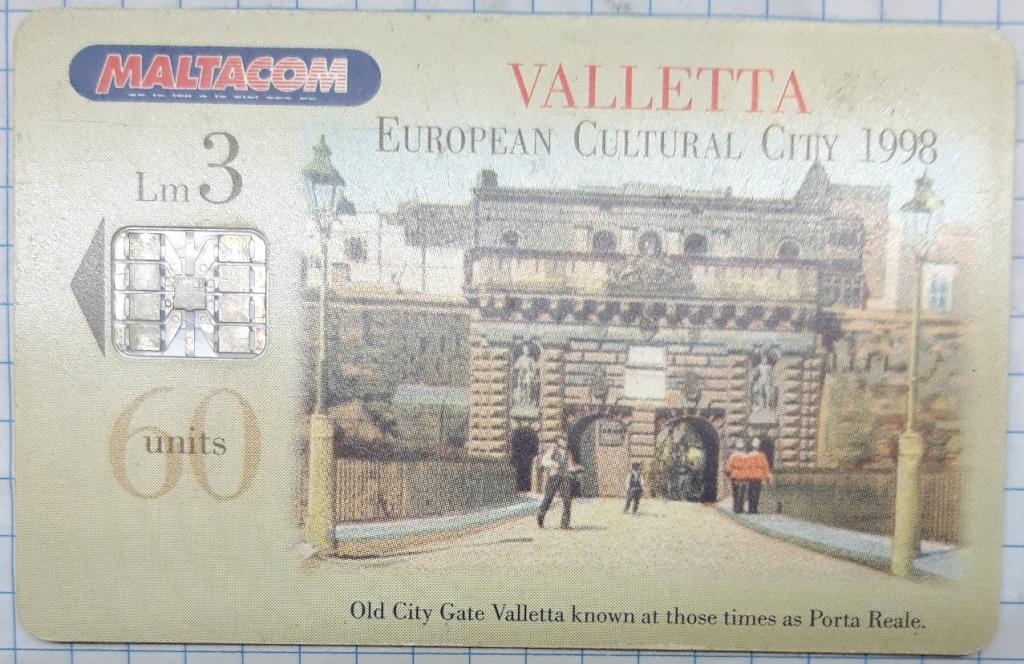 MALTACOM
VALLETTA
EUROPEAN CULTURAL CITY 1998
Lm 3
60
units
Old City Gate Valletta known at those times as Porta Reale.